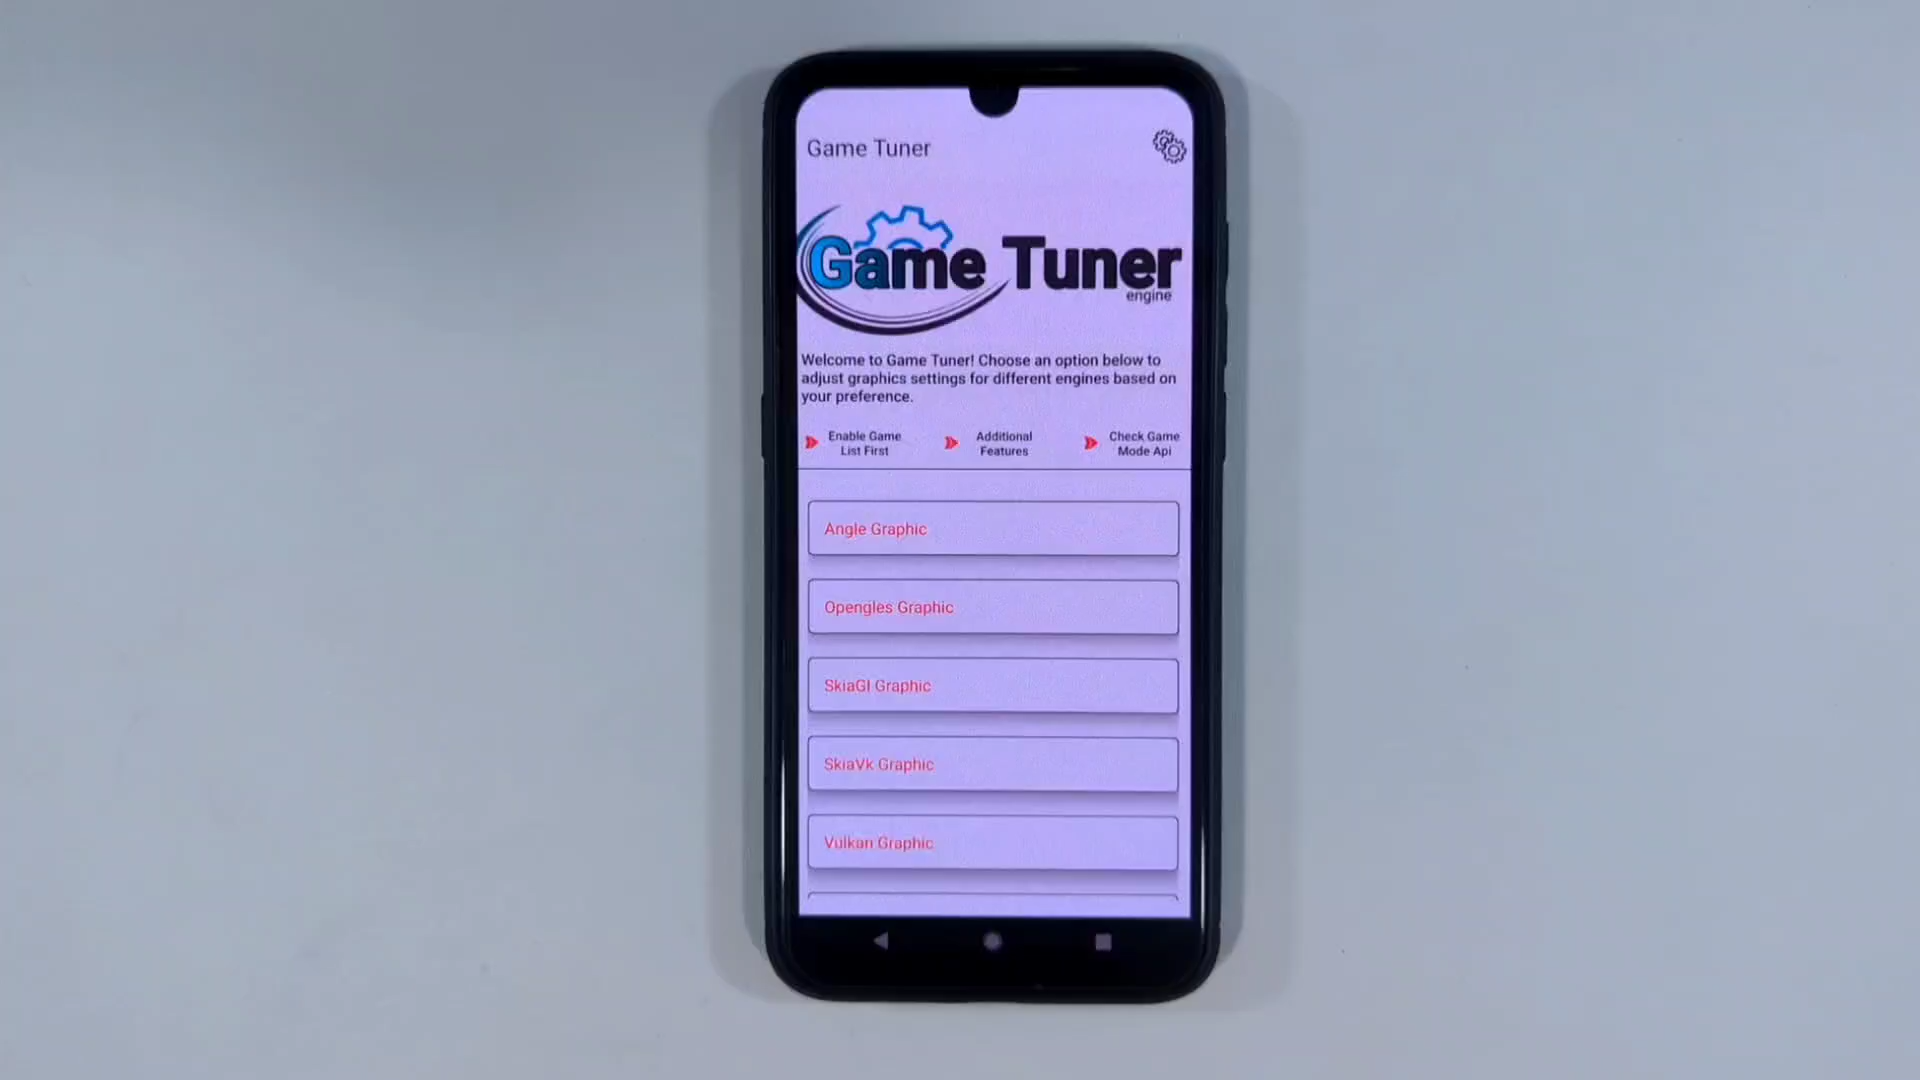 Game Tuner
Game Tuner
engine
Welcome to Game Tuner! Choose an option below to
adjust graphics settings for different engines based on
your preference.
Enable Game
List First
Additional
Features
Check Game
Mode Api
Angle Graphic
Opengles Graphic
SkiaGl Graphic
SkiaVk Graphic
Vulkan Graphic